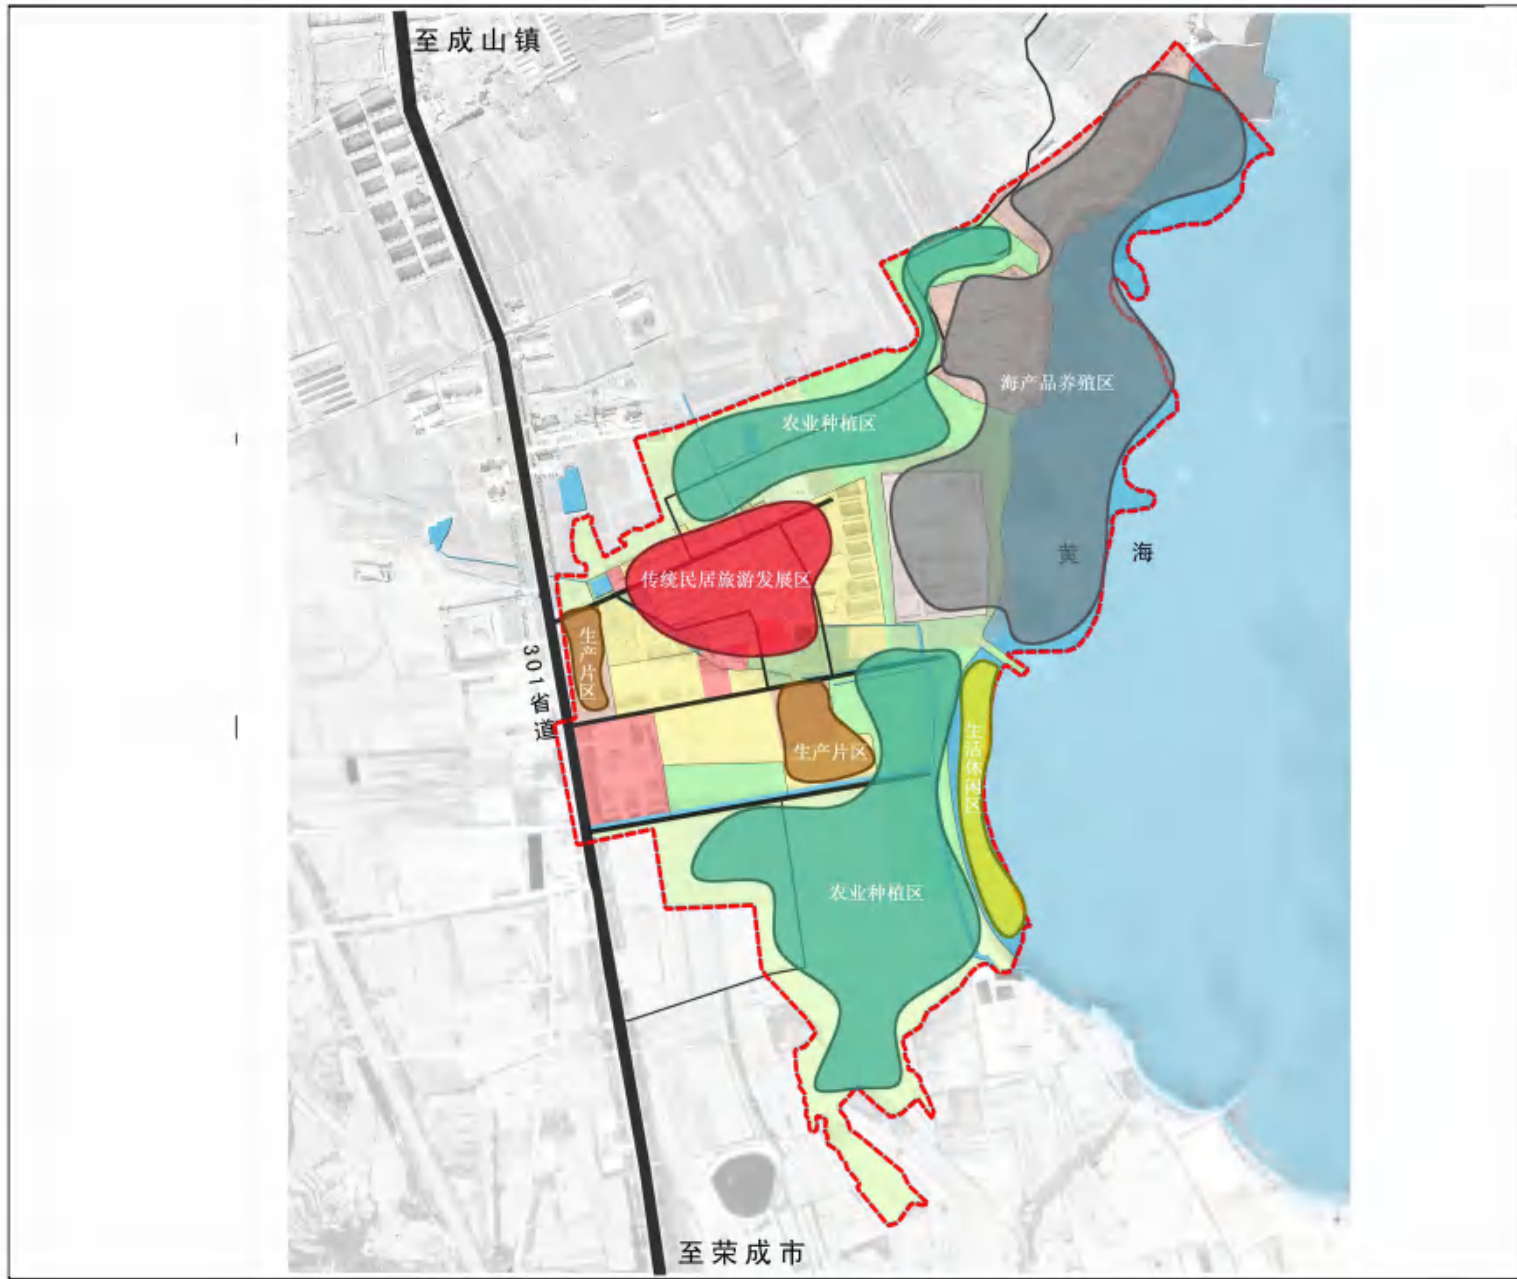 至成山镇
海产品养殖区
农业种植区
黄 海
传统民居旅游发展区
生产片区
301省道
生产片区
生活休闲区
农业种植区
至荣成市